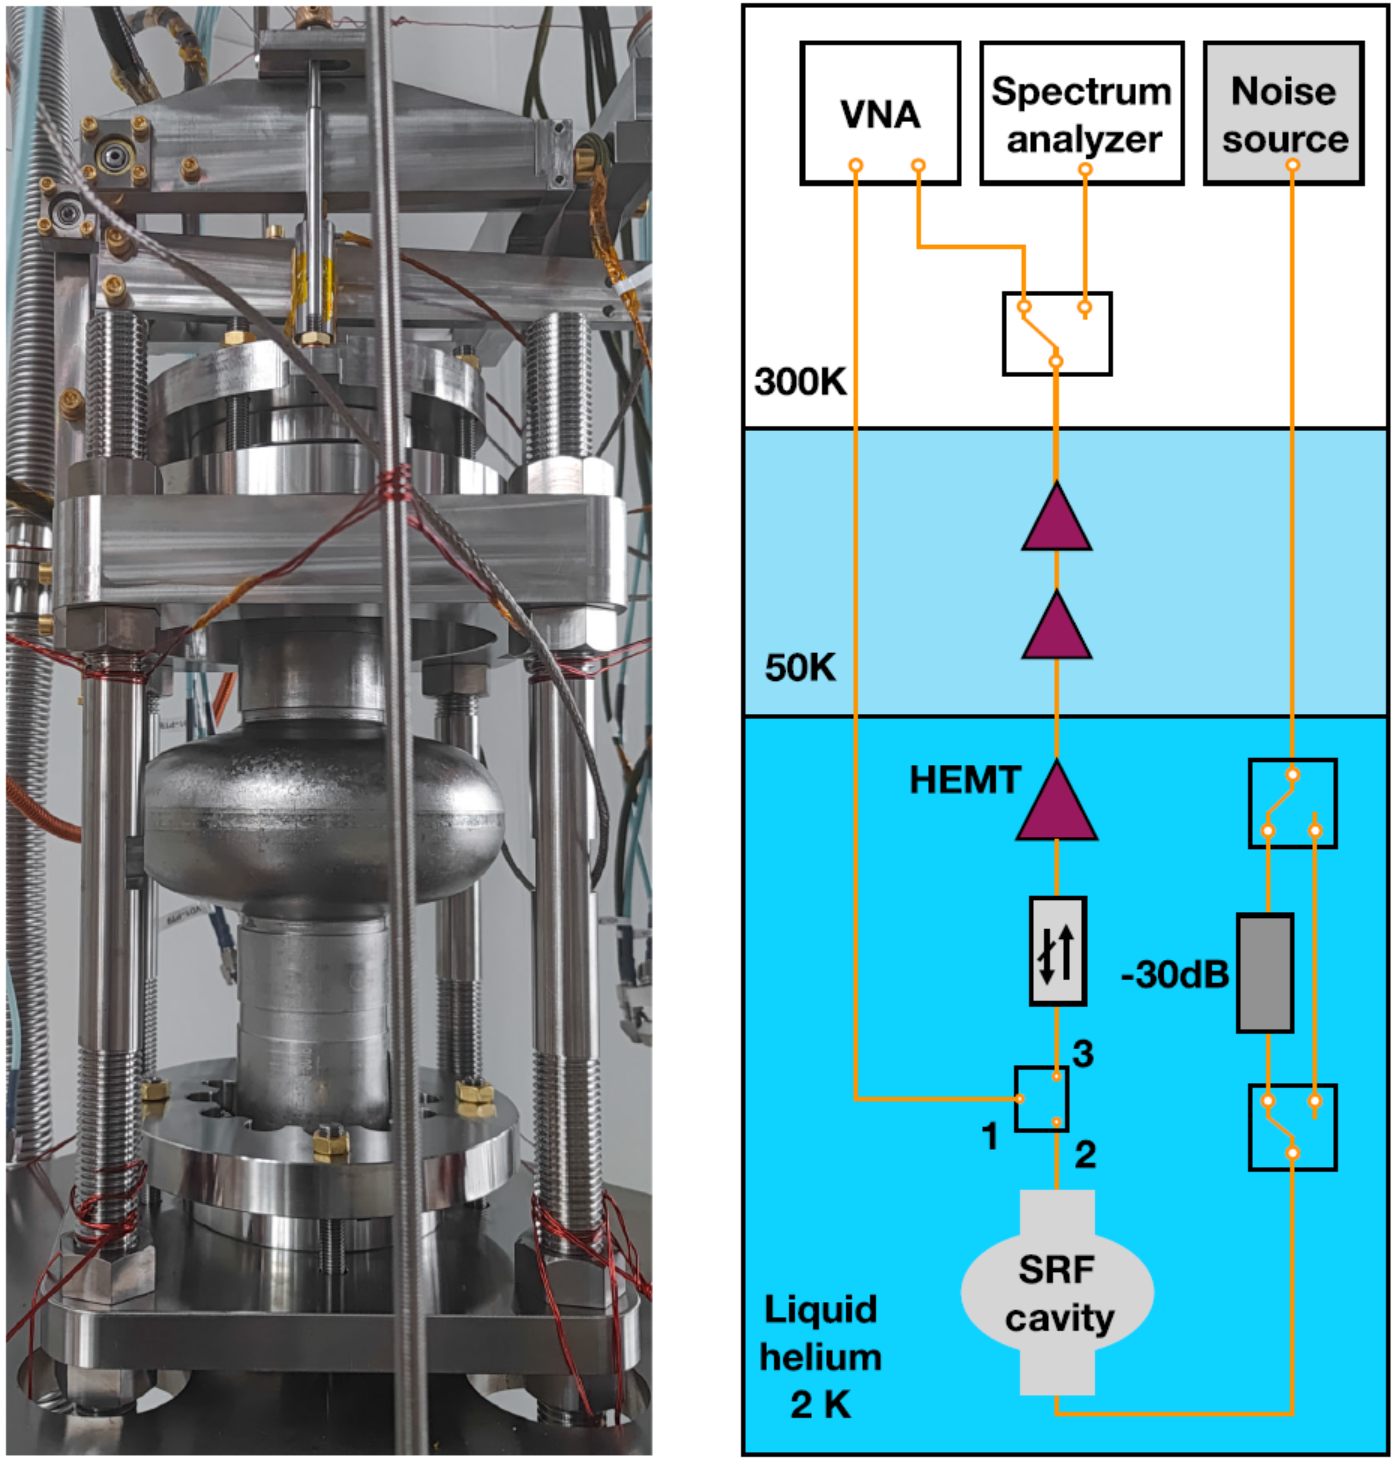 VNA
Spectrum
analyzer
Noise
source
300K
50K
HEMT
-30dB
3
1
2
SRF
cavity
Liquid
helium
2 K